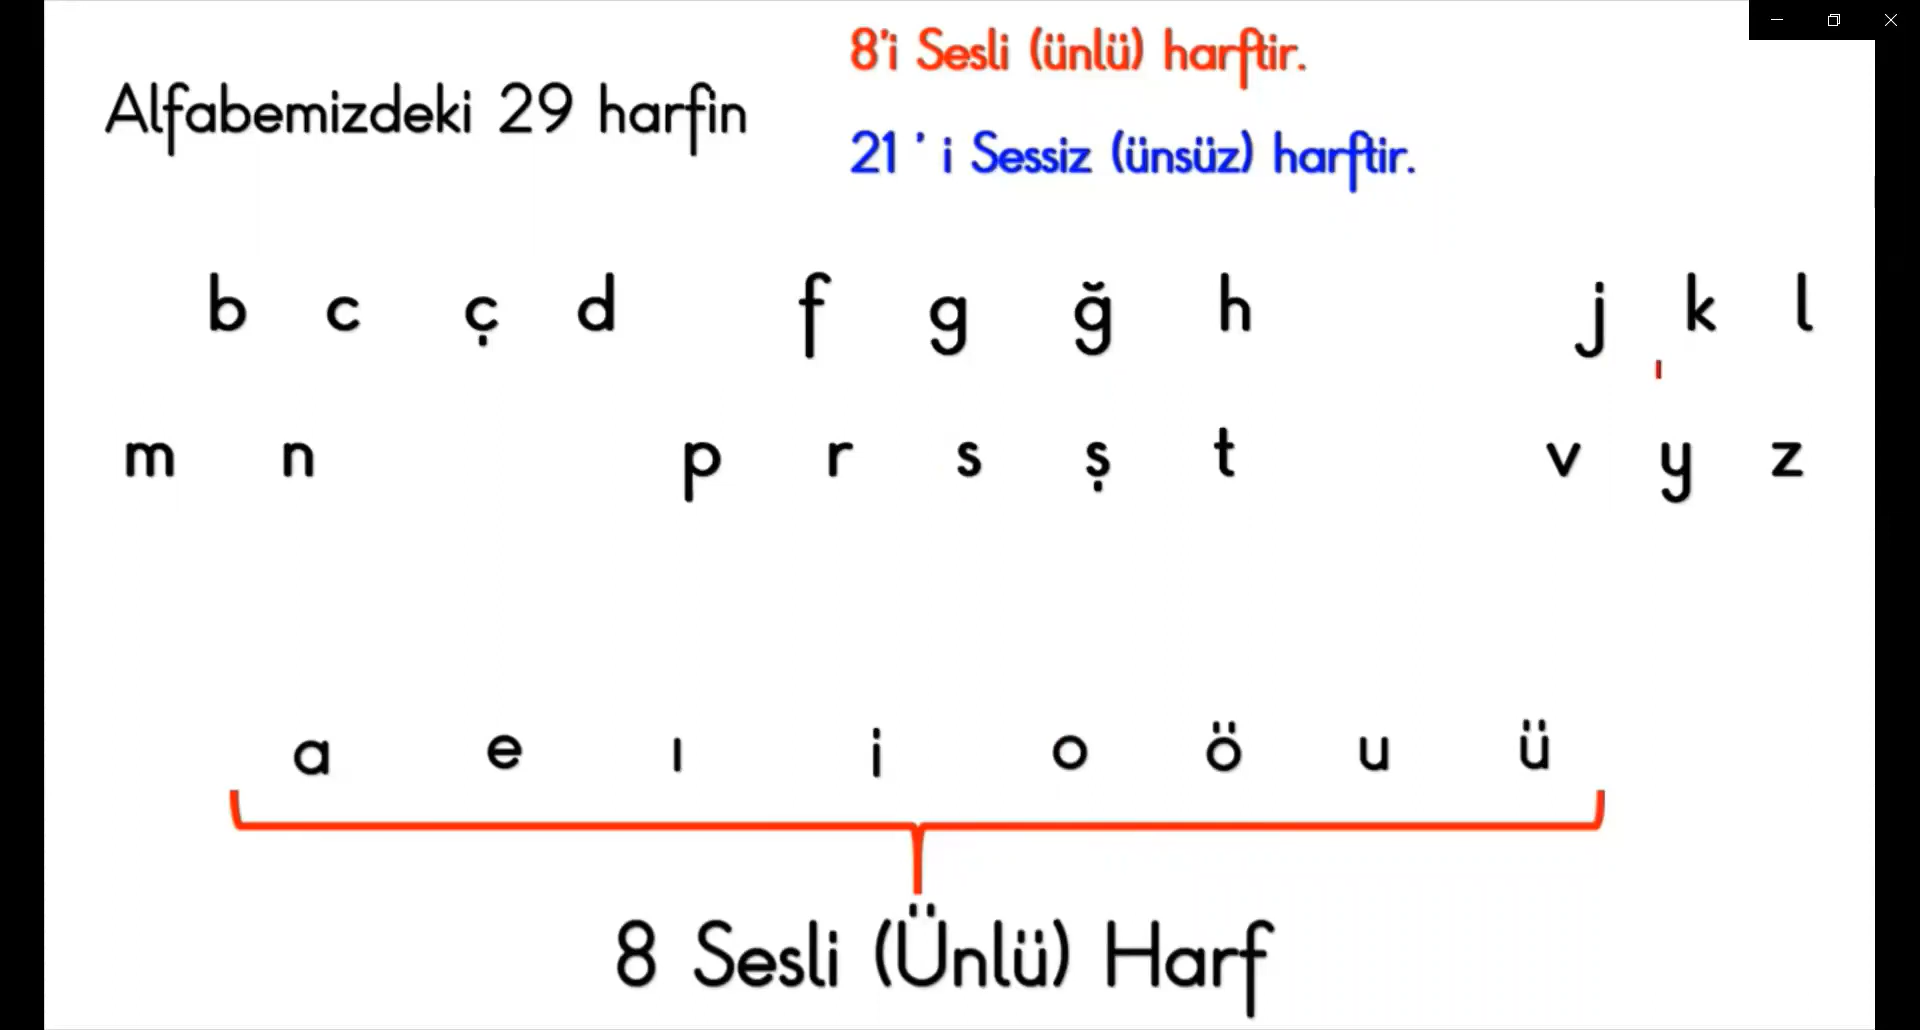 8'i Sesli (ünlü) harftir.
Alfabemizdeki 29 harfin
21 ' i Sessiz (ünsüz) harftir.
b c ç d f g ğ h j k l
m n p r s ş t v y z
a e ı i o ö u ü
8 Sesli (Ünlü) Harf